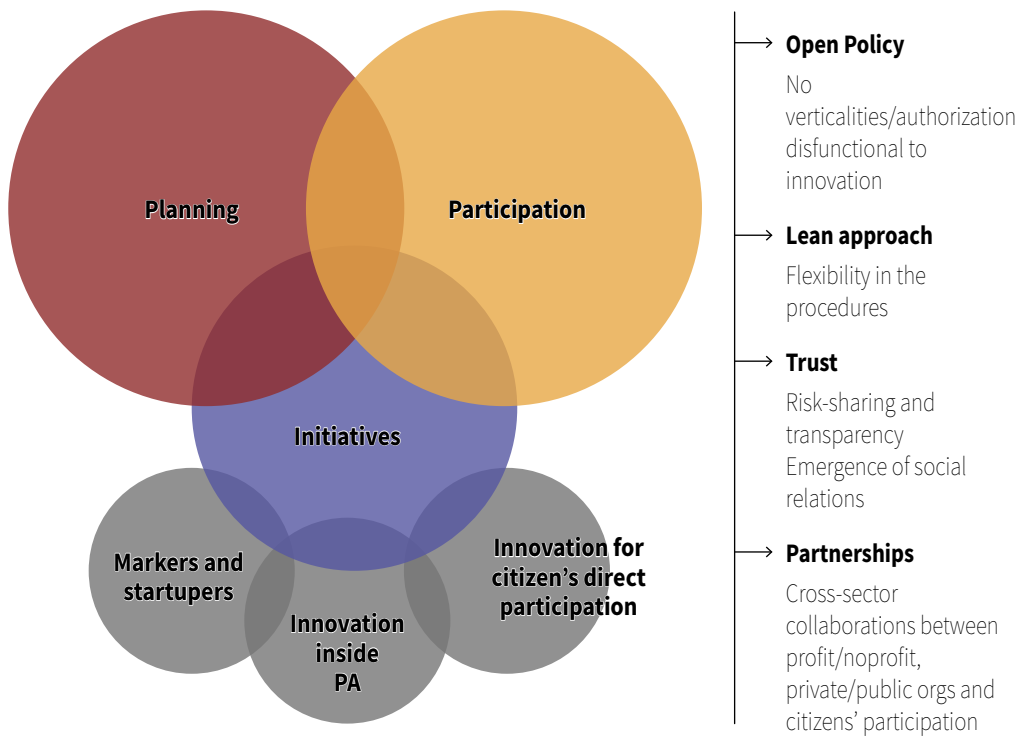 Planning
Participation
Initiatives
Markers and
startupers
Innovation
inside
PA
Innovation for
citizen's direct
participation
Open Policy
No
verticalities/authorization
disfunctional to
innovation
Lean approach
Flexibility in the
procedures
Trust
Risk-sharing and
transparency
Emergence of social
relations
Partnerships
Cross-sector
collaborations between
profit/noprofit,
private/public orgs and
citizens' participation